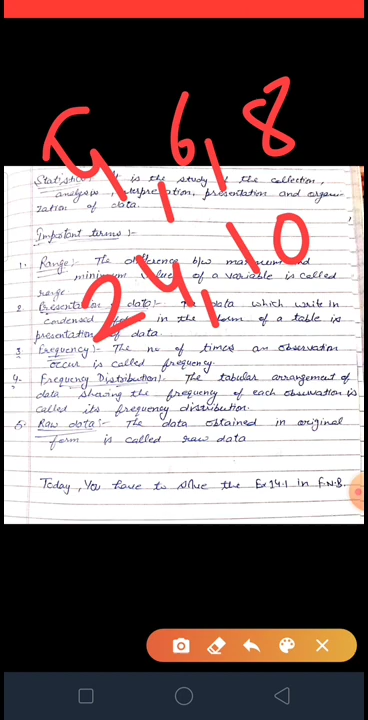 5, 6, 8
Statistics:- It is the study of the collection,
analysis, interpretation, presentation and organi-
zation of data.
Important terms :-
1. Range:- The difference b/w maximum and
minimum values of a variable is called
range.
2, 4, 10
2. Presentation of data:- The data which write in
condensed form in the form of a table is
presentation of data.
3. Frequency:- The no of times an observation
occur is called frequency.
4. Frequency Distribution:- The tabular arrangement of
data showing the frequency of each observation is
called its frequency distribution.
5. Raw data:- The data obtained in original
form is called raw data
Today, You have to solve the Ex 14.1 in F.N.B.